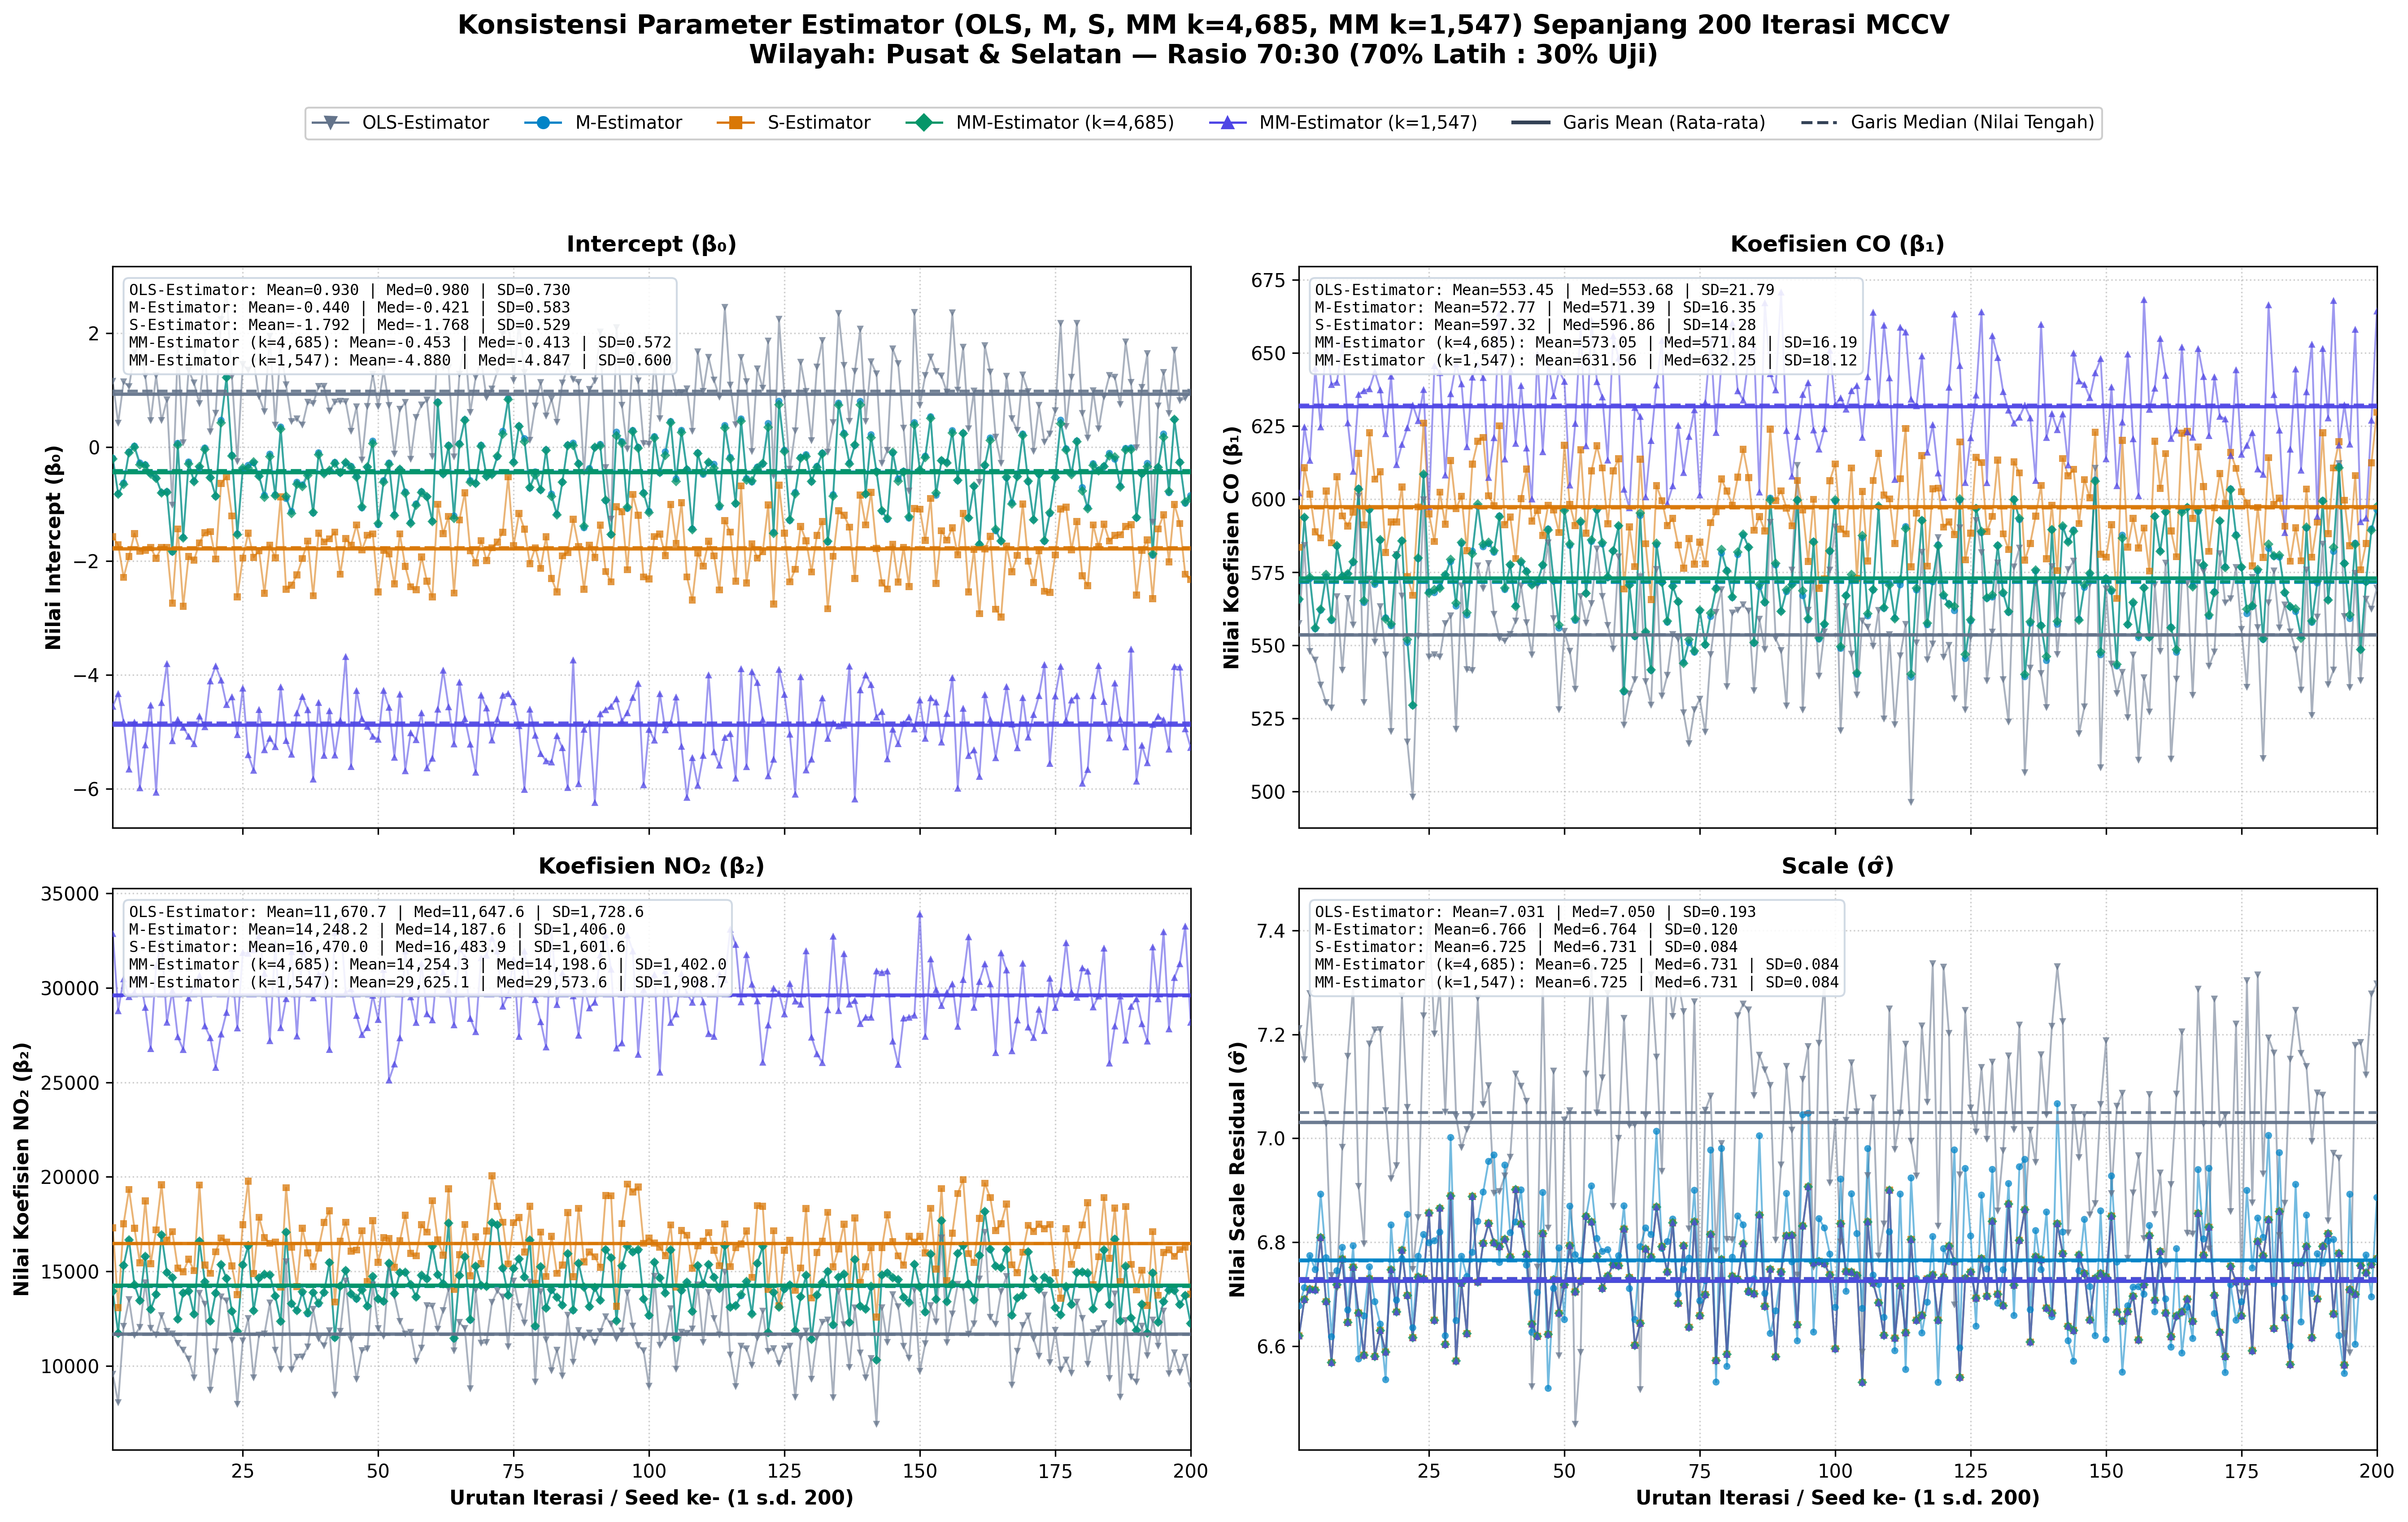 Konsistensi Parameter Estimator (OLS, M, S, MM k=4,685, MM k=1,547) Sepanjang 200 Iterasi MCCV
Wilayah: Pusat & Selatan — Rasio 70:30 (70% Latih : 30% Uji)
OLS-Estimator
M-Estimator
S-Estimator
MM-Estimator (k=4,685)
MM-Estimator (k=1,547)
Garis Mean (Rata-rata)
Garis Median (Nilai Tengah)
Intercept (β₀)
OLS-Estimator: Mean=0.930 | Med=0.980 | SD=0.730
M-Estimator: Mean=-0.440 | Med=-0.421 | SD=0.583
S-Estimator: Mean=-1.792 | Med=-1.768 | SD=0.529
MM-Estimator (k=4,685): Mean=-0.453 | Med=-0.413 | SD=0.572
MM-Estimator (k=1,547): Mean=-4.880 | Med=-4.847 | SD=0.600
Nilai Intercept (β₀)
2
0
−2
−4
−6
Koefisien CO (β₁)
OLS-Estimator: Mean=553.45 | Med=553.68 | SD=21.79
M-Estimator: Mean=572.77 | Med=571.39 | SD=16.35
S-Estimator: Mean=597.32 | Med=596.86 | SD=14.28
MM-Estimator (k=4,685): Mean=573.05 | Med=571.84 | SD=16.19
MM-Estimator (k=1,547): Mean=631.56 | Med=632.25 | SD=18.12
Nilai Koefisien CO (β₁)
675
650
625
600
575
550
525
500
Koefisien NO₂ (β₂)
OLS-Estimator: Mean=11,670.7 | Med=11,647.6 | SD=1,728.6
M-Estimator: Mean=14,248.2 | Med=14,187.6 | SD=1,406.0
S-Estimator: Mean=16,470.0 | Med=16,483.9 | SD=1,601.6
MM-Estimator (k=4,685): Mean=14,254.3 | Med=14,198.6 | SD=1,402.0
MM-Estimator (k=1,547): Mean=29,625.1 | Med=29,573.6 | SD=1,908.7
Nilai Koefisien NO₂ (β₂)
35000
30000
25000
20000
15000
10000
25 50 75 100 125 150 175 200
Urutan Iterasi / Seed ke- (1 s.d. 200)
Scale (σ̂)
OLS-Estimator: Mean=7.031 | Med=7.050 | SD=0.193
M-Estimator: Mean=6.766 | Med=6.764 | SD=0.120
S-Estimator: Mean=6.725 | Med=6.731 | SD=0.084
MM-Estimator (k=4,685): Mean=6.725 | Med=6.731 | SD=0.084
MM-Estimator (k=1,547): Mean=6.725 | Med=6.731 | SD=0.084
Nilai Scale Residual (σ̂)
7.4
7.2
7.0
6.8
6.6
25 50 75 100 125 150 175 200
Urutan Iterasi / Seed ke- (1 s.d. 200)